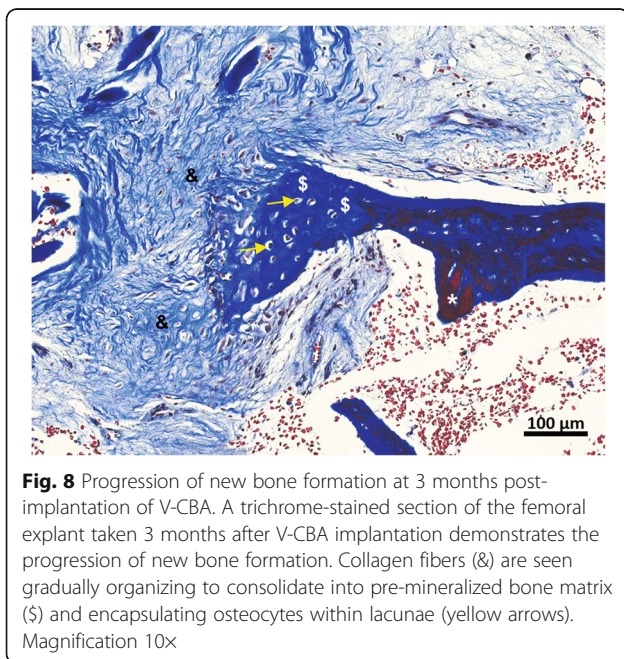 &
$
$
&
*
100 µm
Fig. 8 Progression of new bone formation at 3 months post-
implantation of V-CBA. A trichrome-stained section of the femoral
explant taken 3 months after V-CBA implantation demonstrates the
progression of new bone formation. Collagen fibers (&) are seen
gradually organizing to consolidate into pre-mineralized bone matrix
($) and encapsulating osteocytes within lacunae (yellow arrows).
Magnification 10×